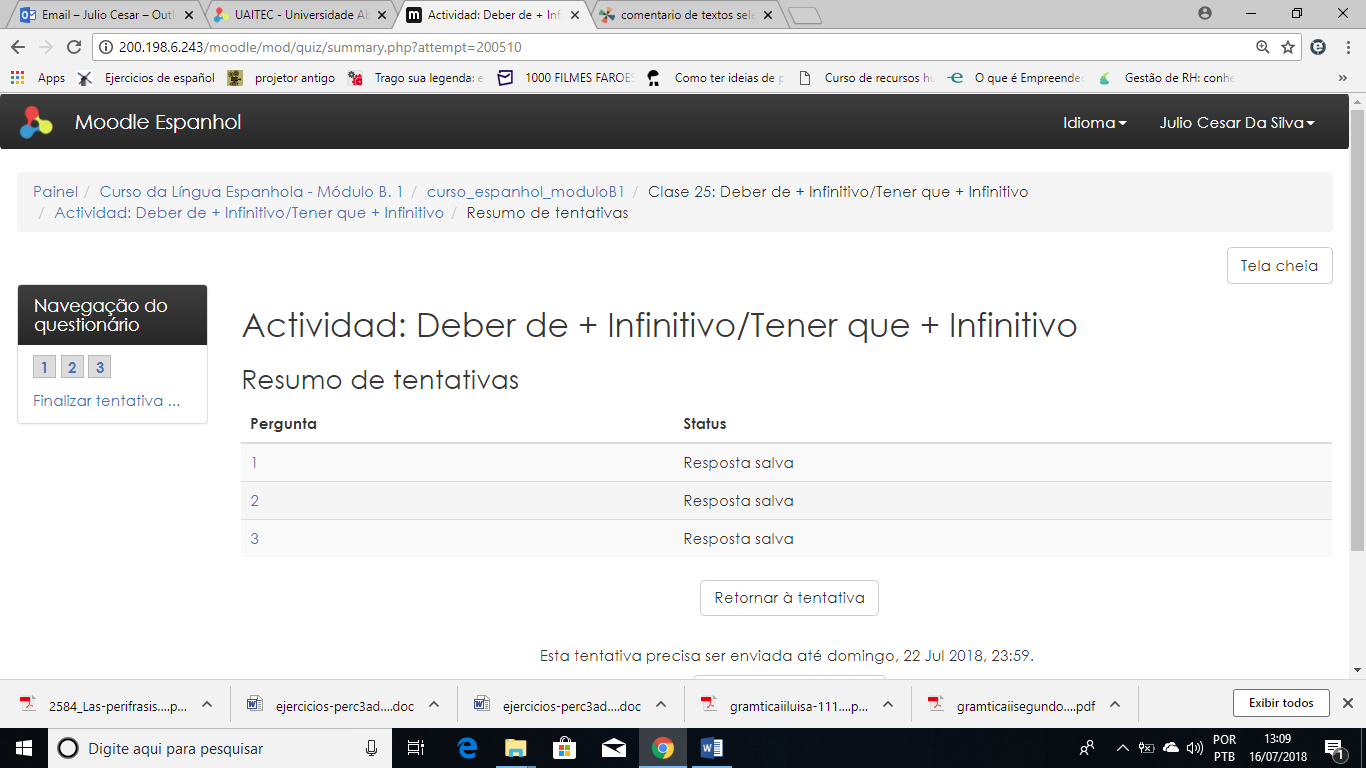 Email – Julio Cesar – Outl
UAITEC - Universidade Ab
Actividad: Deber de + Inf
comentario de textos sele
200.198.6.243/moodle/mod/quiz/summary.php?attempt=200510
Apps
Ejercicios de español
projetor antigo
Trago sua legenda: e
1000 FILMES FAROES
Como ter ideias de p
Curso de recursos hu
O que é Empreended
Gestão de RH: conhe
Moodle Espanhol
Idioma
Julio Cesar Da Silva
Painel / Curso da Língua Espanhola - Módulo B. 1 / curso_espanhol_moduloB1 / Clase 25: Deber de + Infinitivo/Tener que + Infinitivo
/ Actividad: Deber de + Infinitivo/Tener que + Infinitivo / Resumo de tentativas
Tela cheia
Navegação do
questionário
1 2 3
Finalizar tentativa ...
Actividad: Deber de + Infinitivo/Tener que + Infinitivo
Resumo de tentativas
Pergunta Status
1 Resposta salva
2 Resposta salva
3 Resposta salva
Retornar à tentativa
Esta tentativa precisa ser enviada até domingo, 22 Jul 2018, 23:59.
2584_Las-perifrasis....p...
ejercicios-perc3ad....doc
ejercicios-perc3ad....doc
gramticaiiluisa-111....p...
gramticaiisegundo....pdf
Exibir todos
Digite aqui para pesquisar
POR
PTB
13:09
16/07/2018
1